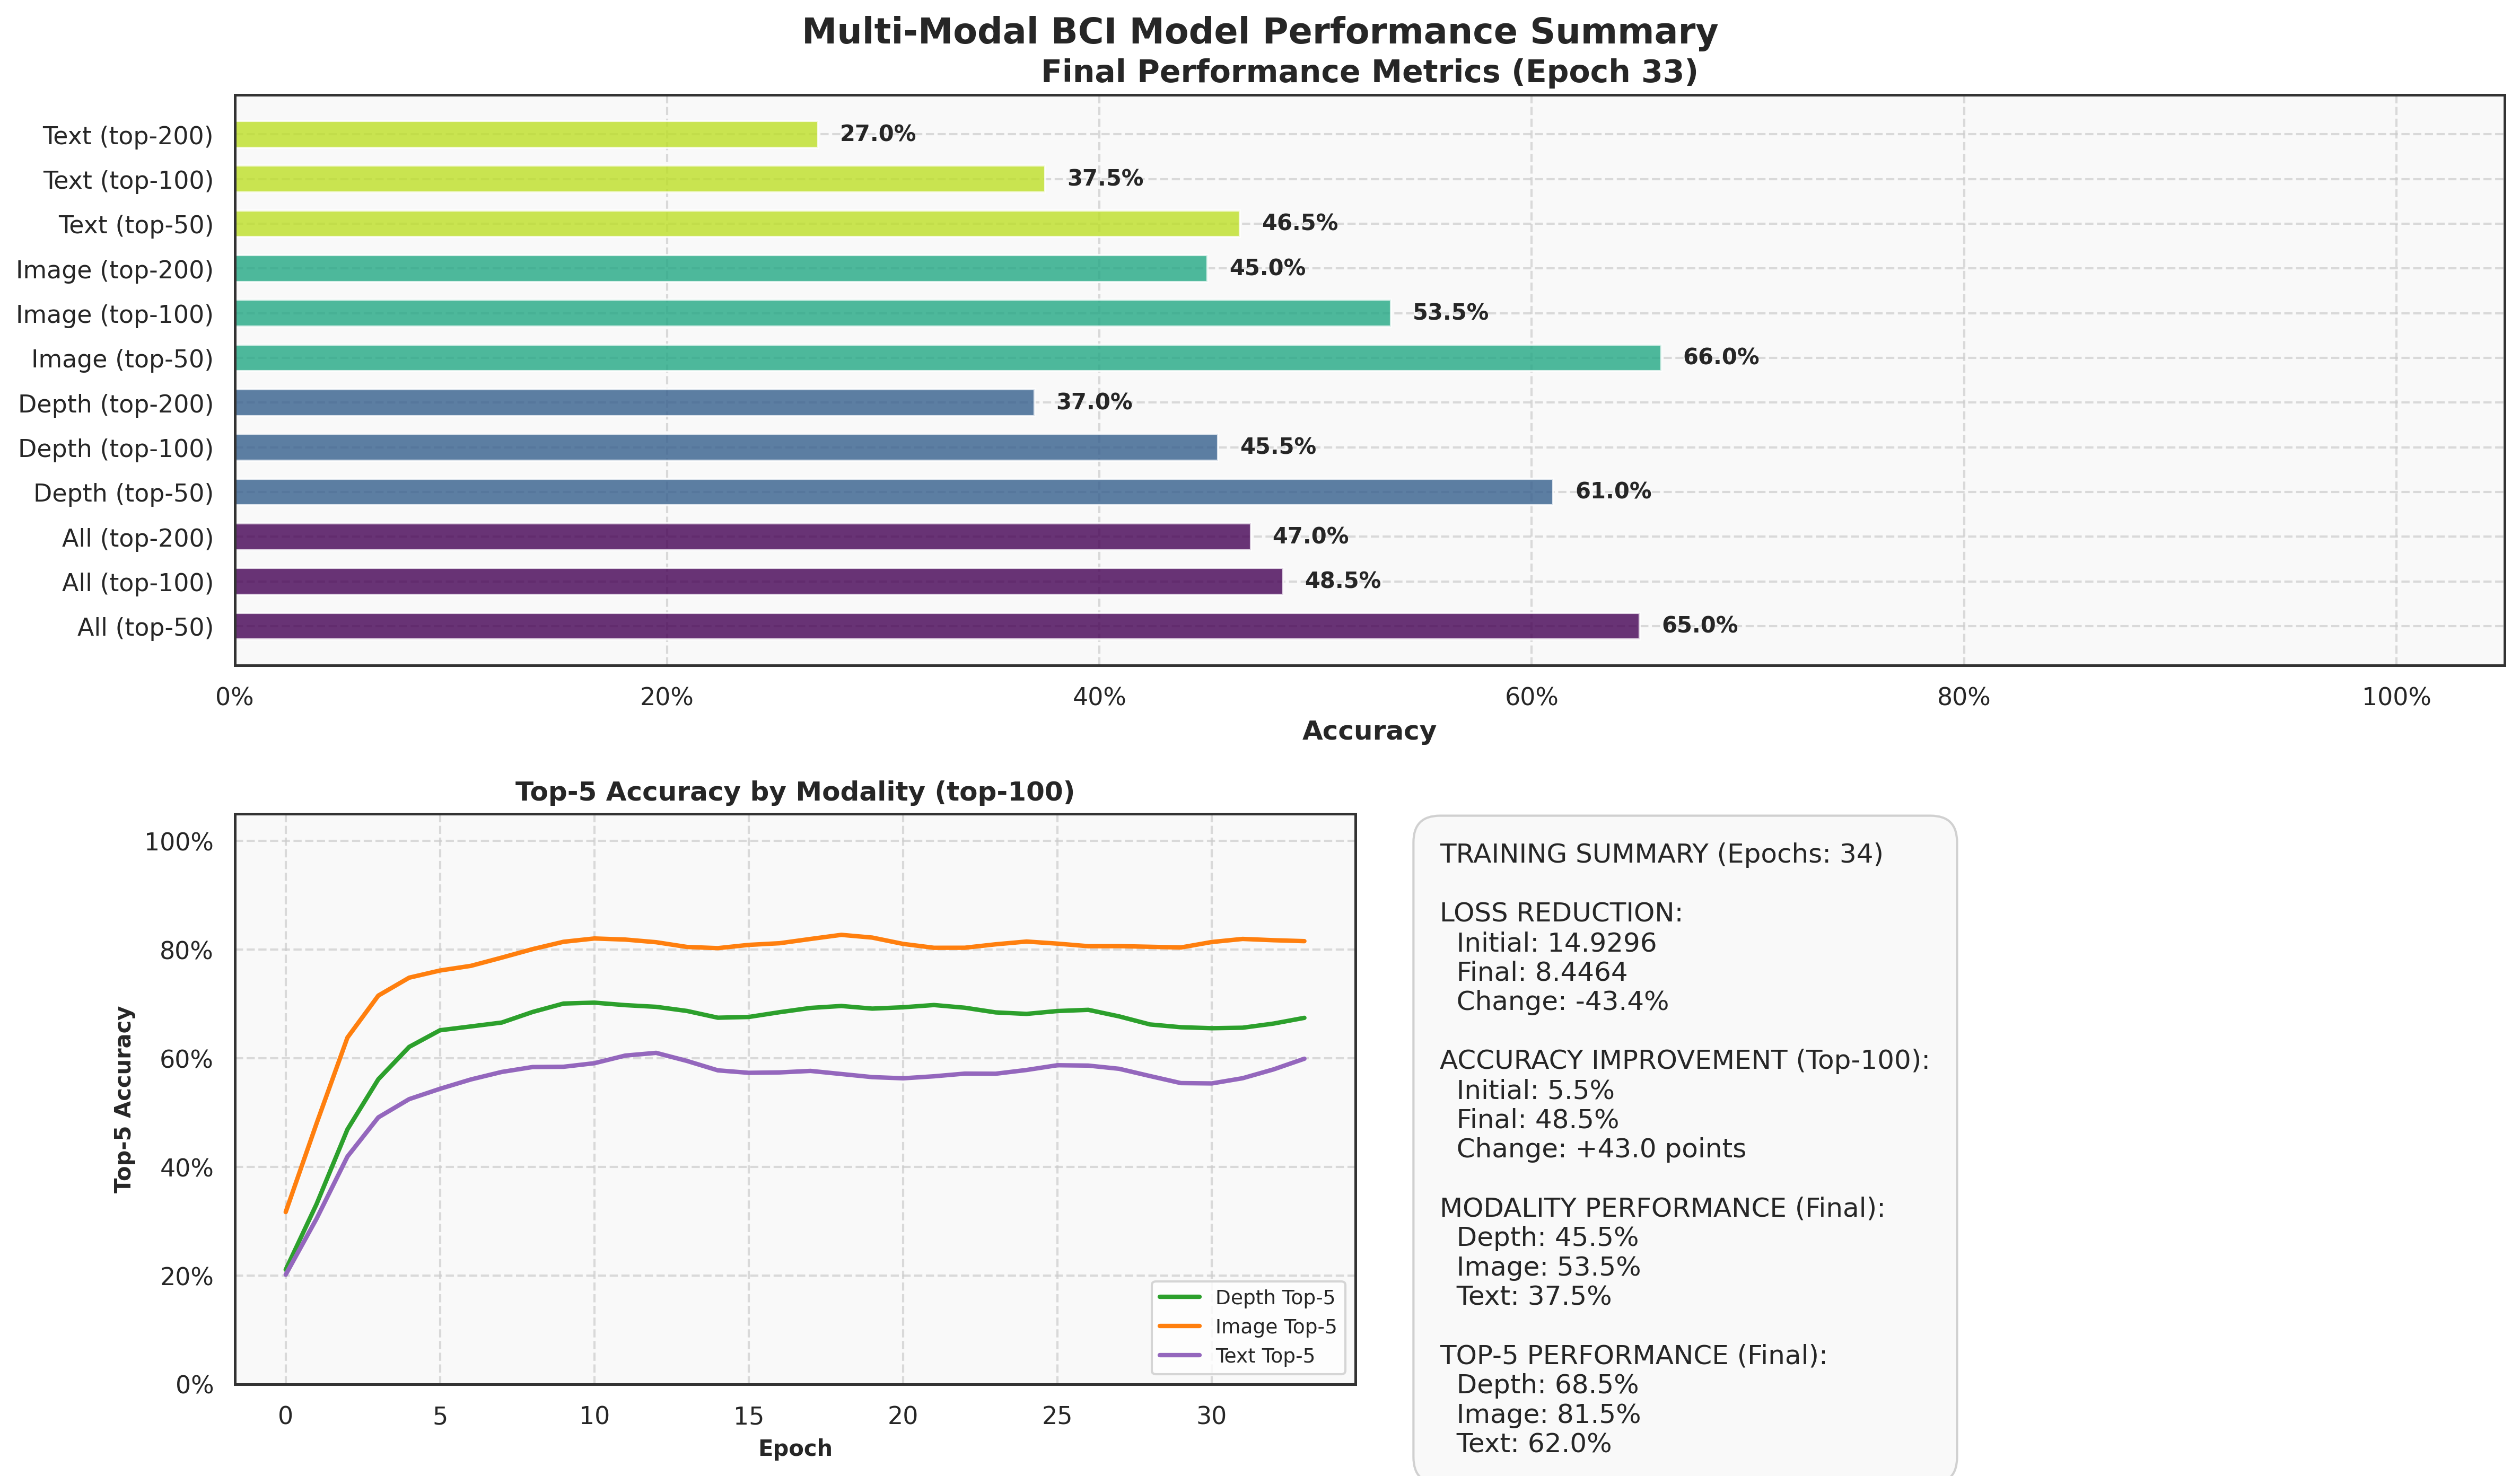 Multi-Modal BCI Model Performance Summary
Final Performance Metrics (Epoch 33)
Text (top-200)
27.0%
Text (top-100)
37.5%
Text (top-50)
46.5%
Image (top-200)
45.0%
Image (top-100)
53.5%
Image (top-50)
66.0%
Depth (top-200)
37.0%
Depth (top-100)
45.5%
Depth (top-50)
61.0%
All (top-200)
47.0%
All (top-100)
48.5%
All (top-50)
65.0%
0% 20% 40% 60% 80% 100%
Accuracy
Top-5 Accuracy by Modality (top-100)
Top-5 Accuracy
100%
80%
60%
40%
20%
0%
0 5 10 15 20 25 30
Epoch
Depth Top-5
Image Top-5
Text Top-5
TRAINING SUMMARY (Epochs: 34)
LOSS REDUCTION:
Initial: 14.9296
Final: 8.4464
Change: -43.4%
ACCURACY IMPROVEMENT (Top-100):
Initial: 5.5%
Final: 48.5%
Change: +43.0 points
MODALITY PERFORMANCE (Final):
Depth: 45.5%
Image: 53.5%
Text: 37.5%
TOP-5 PERFORMANCE (Final):
Depth: 68.5%
Image: 81.5%
Text: 62.0%